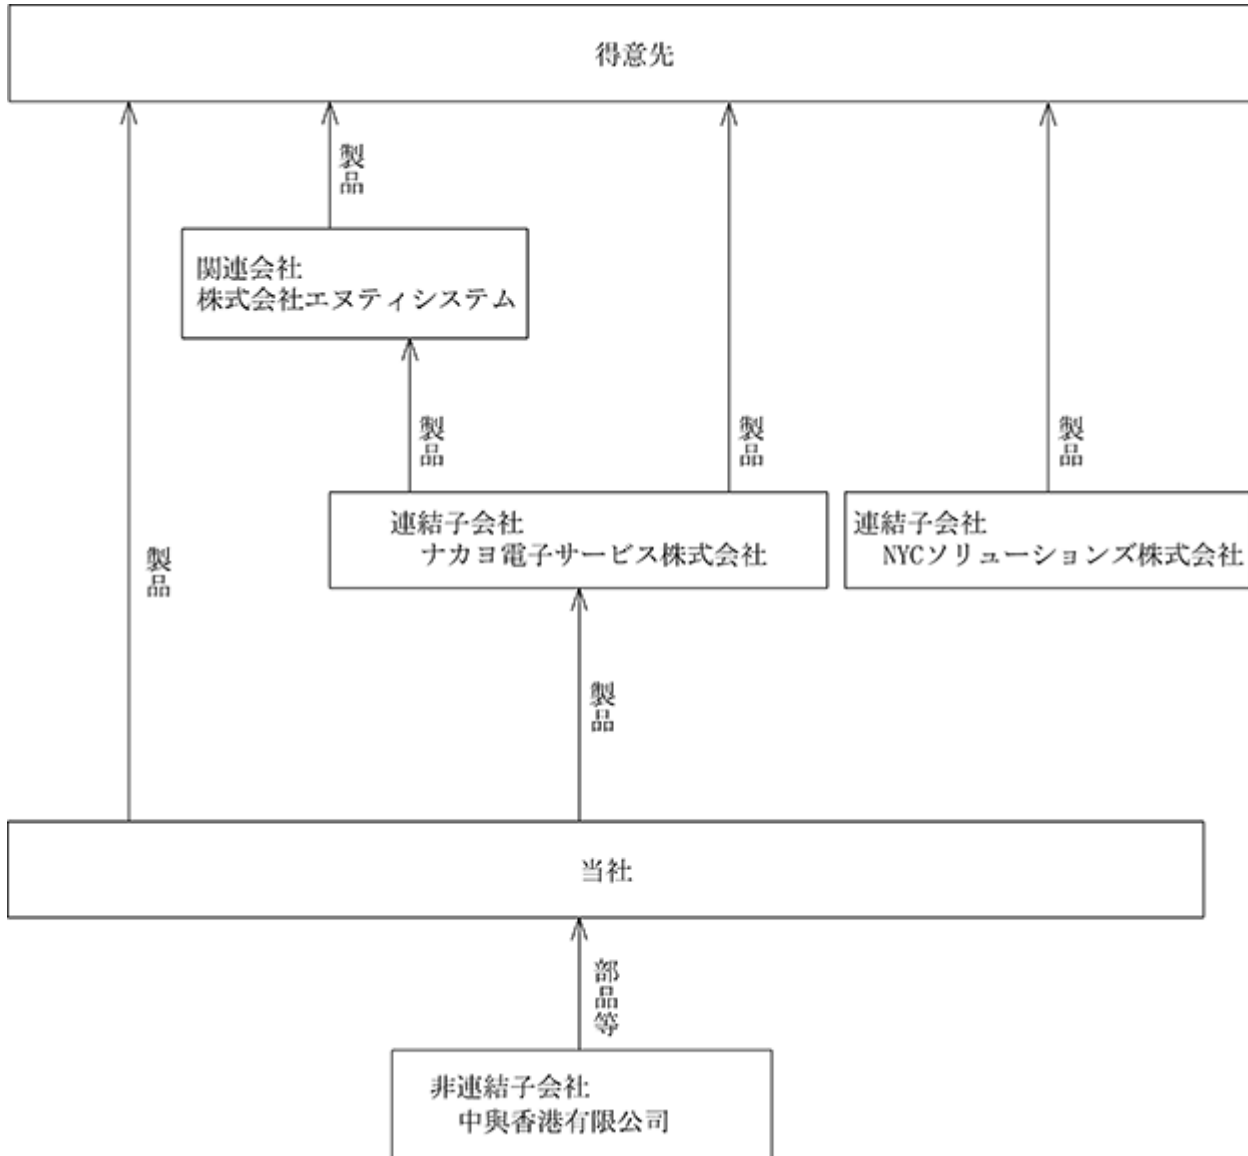 得意先
製品
関連会社
株式会社エヌティシステム
製品
製品
製品
連結子会社
ナカヨ電子サービス株式会社
連結子会社
NYCソリューションズ株式会社
製品
製品
当社
部品等
非連結子会社
中與香港有限公司